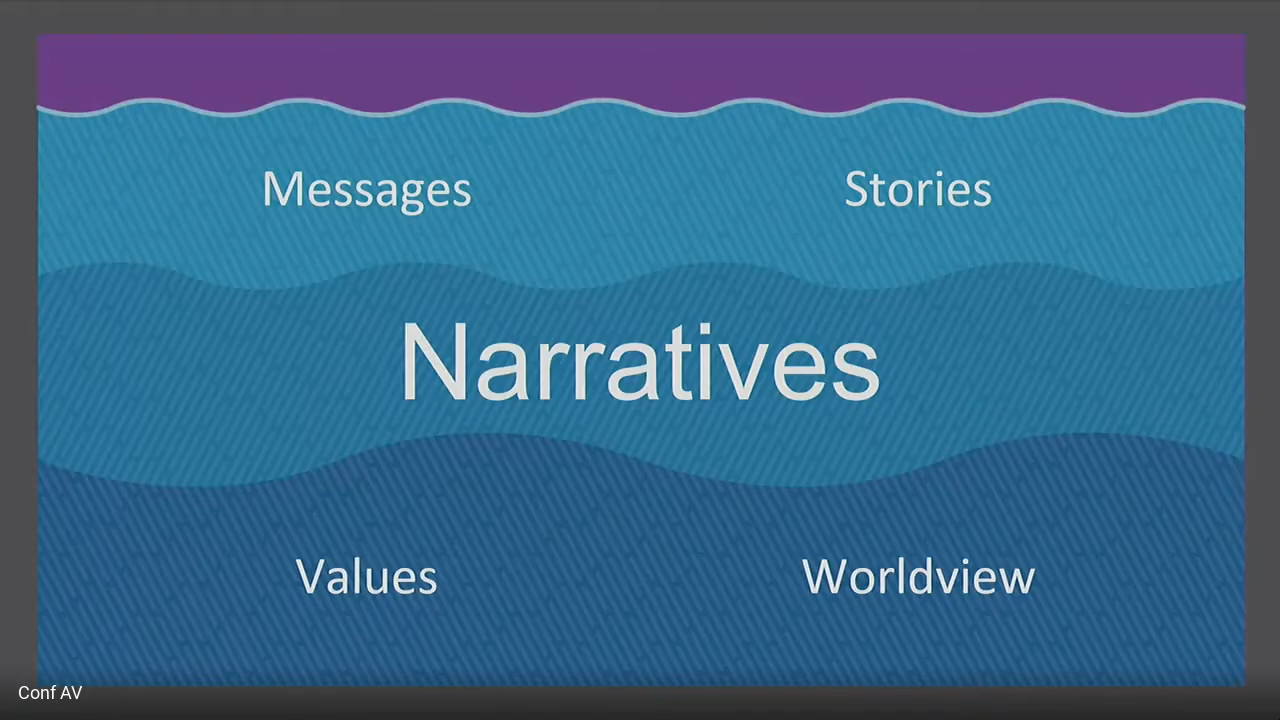 Messages
Stories
Narratives
Values
Worldview
Conf AV